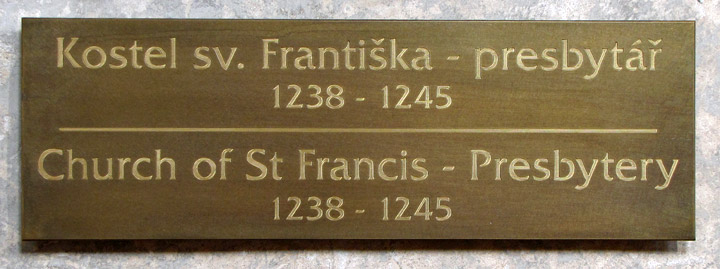 Kostel sv. Františka - presbytář
1238 - 1245
Church of St Francis - Presbytery
1238 - 1245